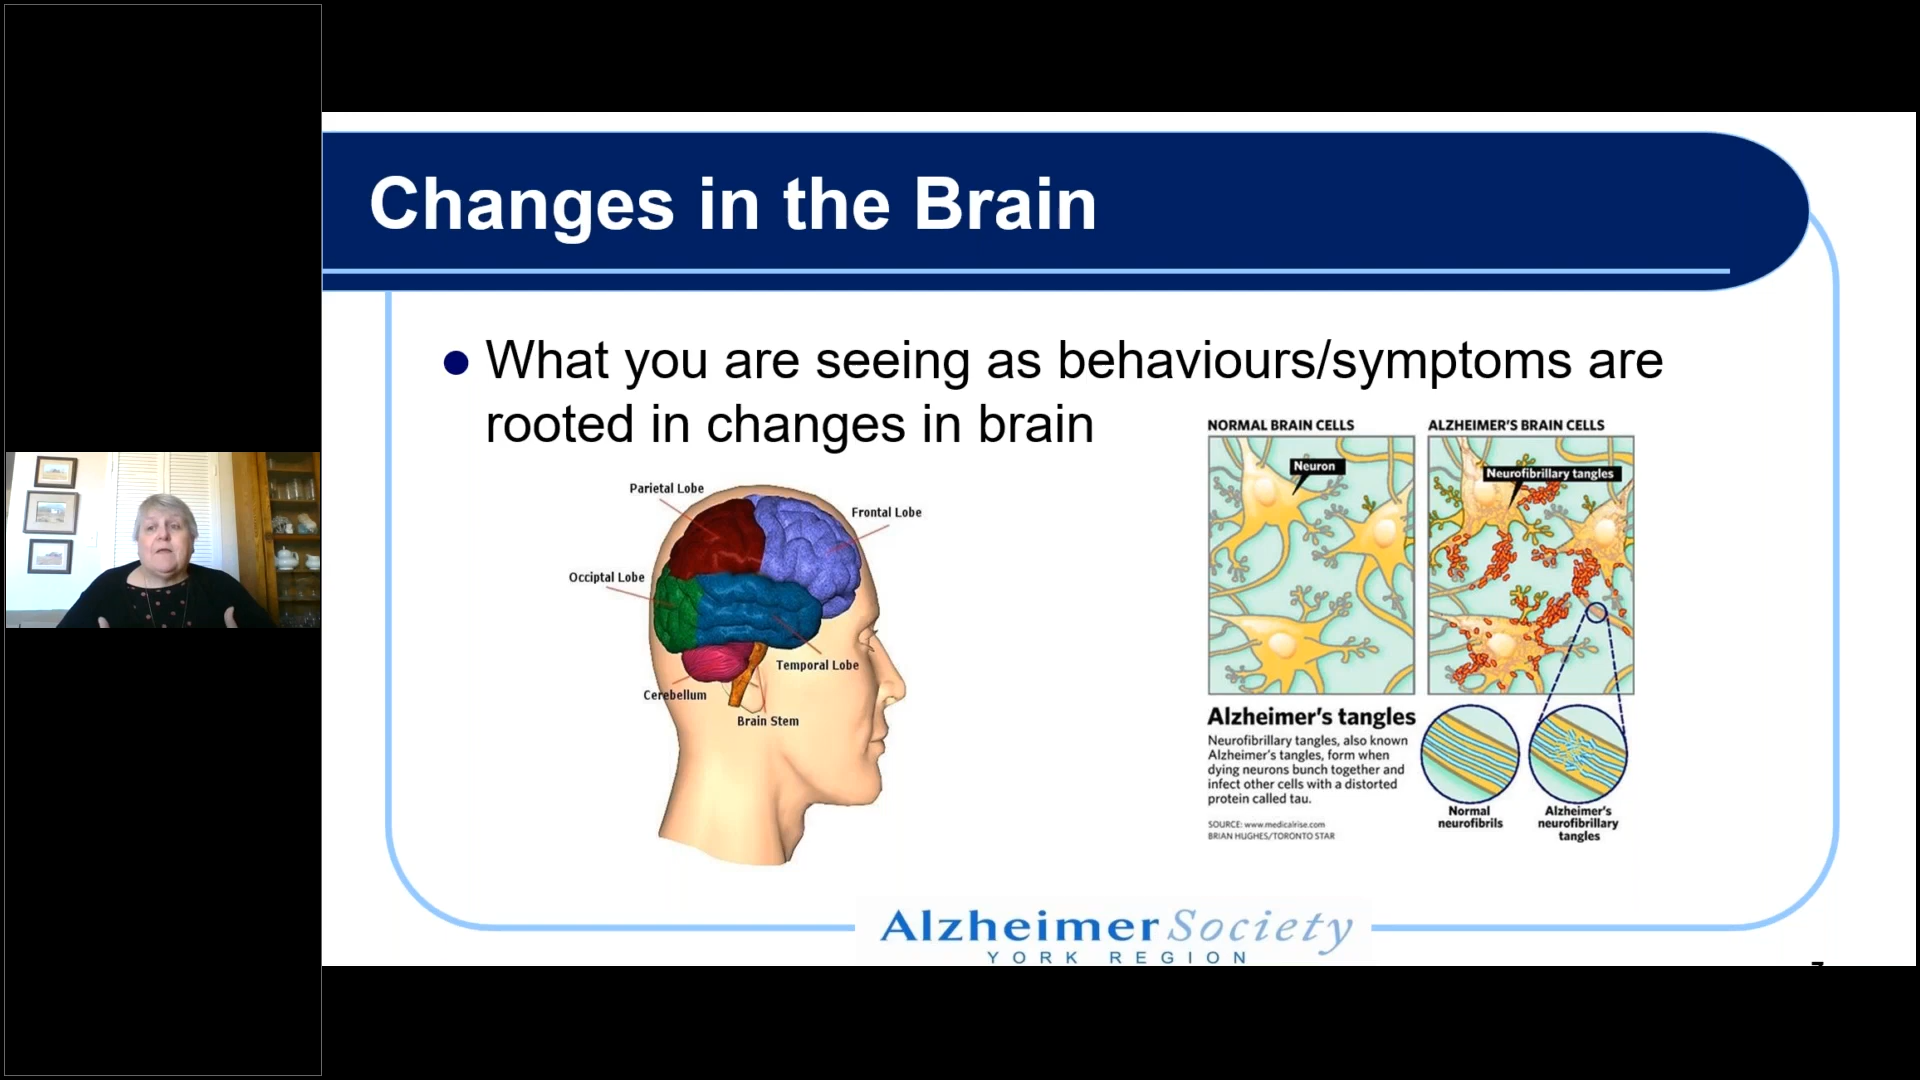 Changes in the Brain
What you are seeing as behaviours/symptoms are
rooted in changes in brain
Parietal Lobe
Frontal Lobe
Occiptal Lobe
Temporal Lobe
Cerebellum
Brain Stem
NORMAL BRAIN CELLS
Neuron
ALZHEIMER'S BRAIN CELLS
Neurofibrillary tangles
Alzheimer's tangles
Neurofibrillary tangles, also known
Alzheimer's tangles, form when
dying neurons bunch together and
infect other cells with a distorted
protein called tau.
SOURCE: www.medicalrise.com
BRIAN HUGHES/TORONTO STAR
Normal
neurofibrils
Alzheimer's
neurofibrillary
tangles
Alzheimer Society
YORK REGION